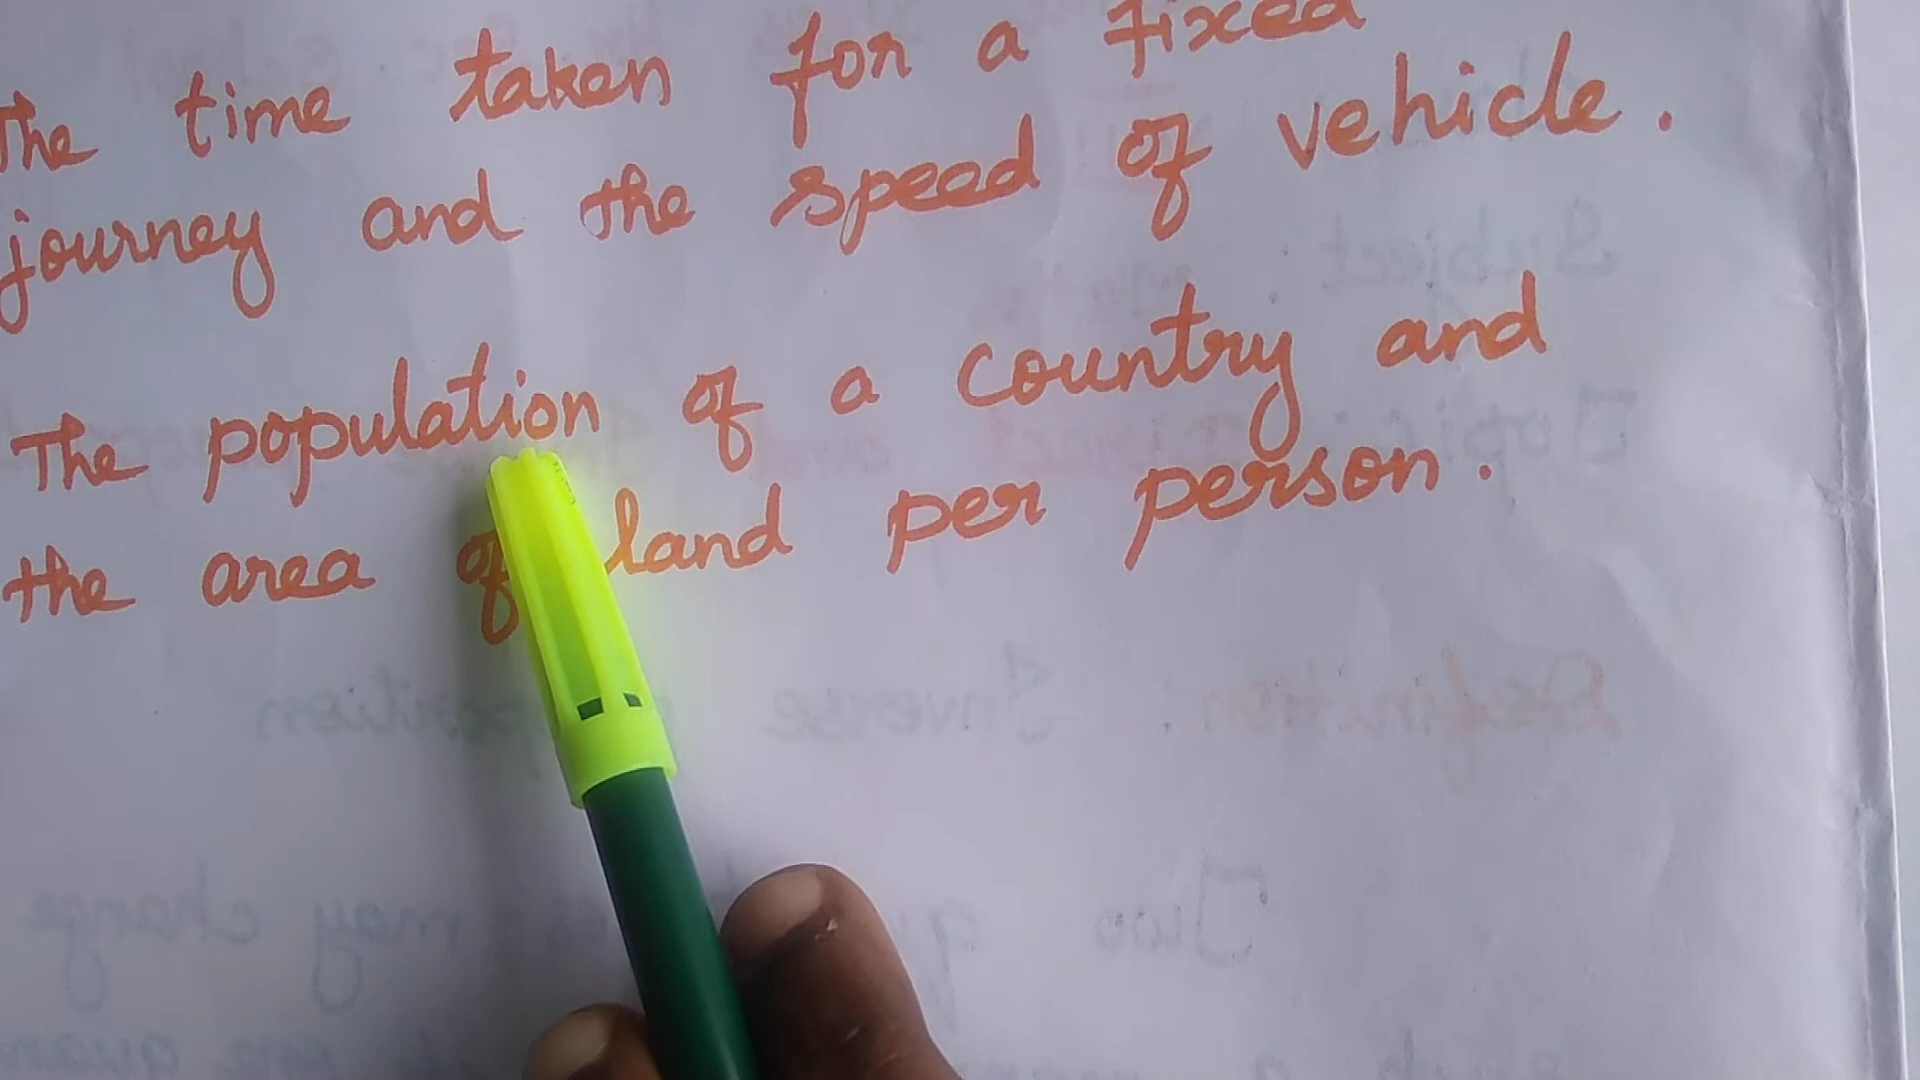 The time taken for a fixed
journey and the speed of vehicle.
The population of a country and
the area of land per person.